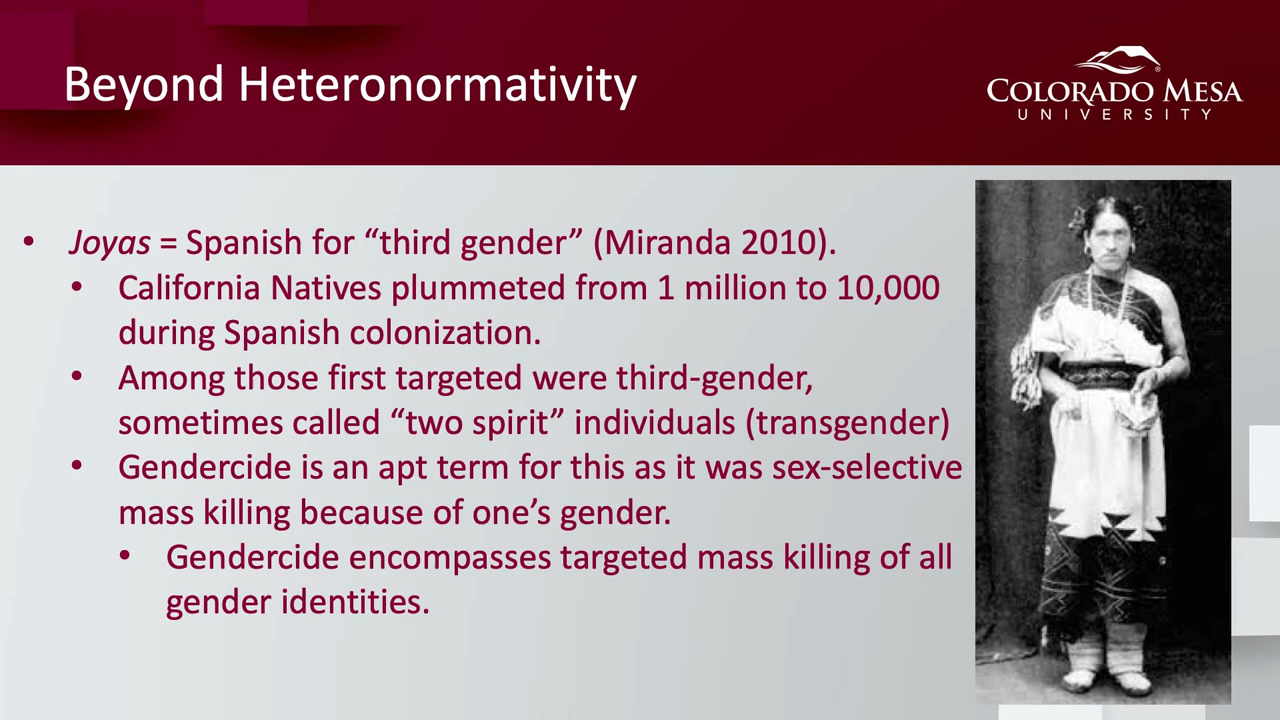 Beyond Heteronormativity
COLORADO MESA
UNIVERSITY
• Joyas = Spanish for “third gender” (Miranda 2010).
• California Natives plummeted from 1 million to 10,000
during Spanish colonization.
• Among those first targeted were third-gender,
sometimes called “two spirit” individuals (transgender)
• Gendercide is an apt term for this as it was sex-selective
mass killing because of one’s gender.
• Gendercide encompasses targeted mass killing of all
gender identities.